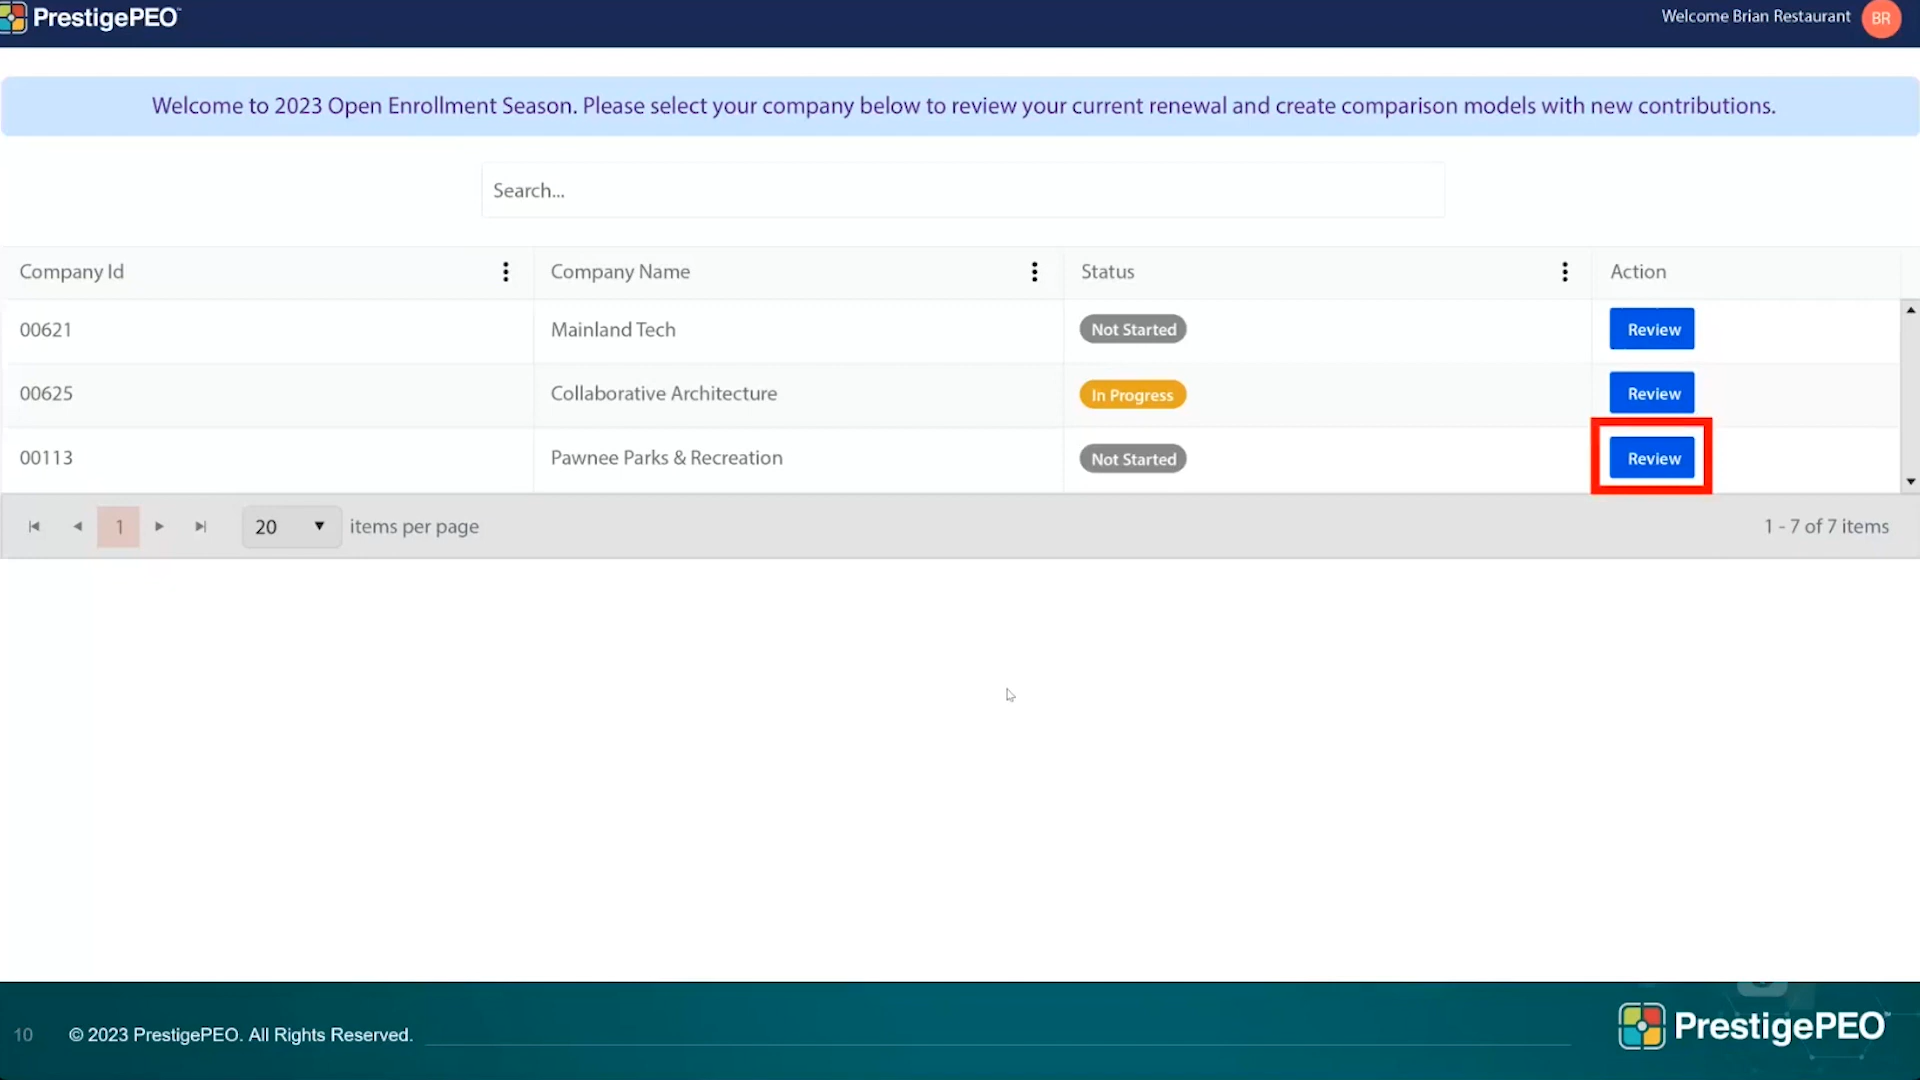 PrestigePEO
Welcome Brian Restaurant BR
Welcome to 2023 Open Enrollment Season. Please select your company below to review your current renewal and create comparison models with new contributions.
Search...
Company Id Company Name Status Action
00621 Mainland Tech Not Started Review
00625 Collaborative Architecture In Progress Review
00113 Pawnee Parks & Recreation Not Started Review
1 20 items per page 1 - 7 of 7 items
10 © 2023 PrestigePEO. All Rights Reserved. PrestigePEO